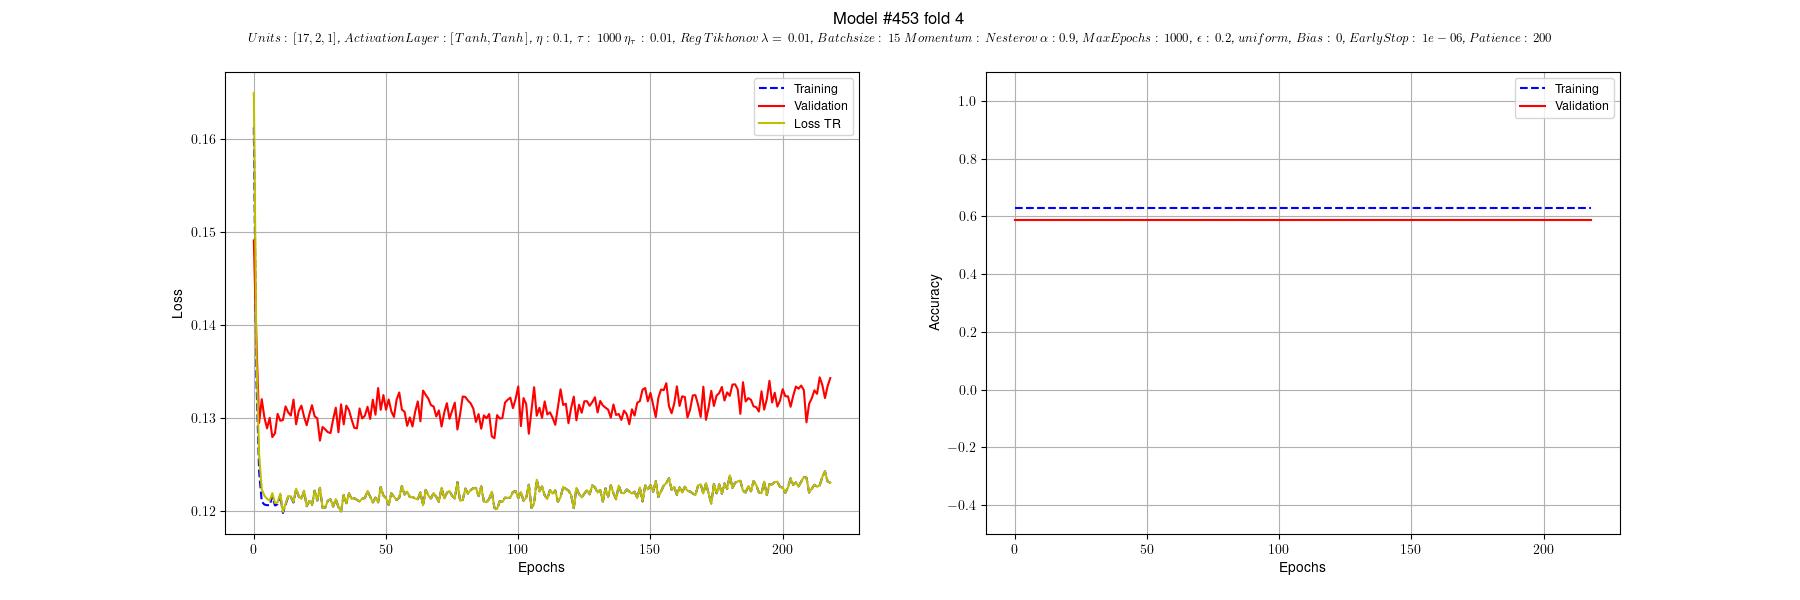 Model #453 fold 4
Units : [17, 2, 1], ActivationLayer : [Tanh, Tanh], η : 0.1, τ : 1000 η_τ : 0.01, Reg Tikhonov λ = 0.01, Batchsize : 15 Momentum : Nesterov α : 0.9, MaxEpochs : 1000, ϵ : 0.2, uniform, Bias : 0, EarlyStop : 1e − 06, Patience : 200
Training
Validation
Loss TR
0.16
0.15
0.14
0.13
0.12
Loss
0 50 100 150 200
Epochs
Training
Validation
1.0
0.8
0.6
0.4
0.2
0.0
−0.2
−0.4
Accuracy
0 50 100 150 200
Epochs